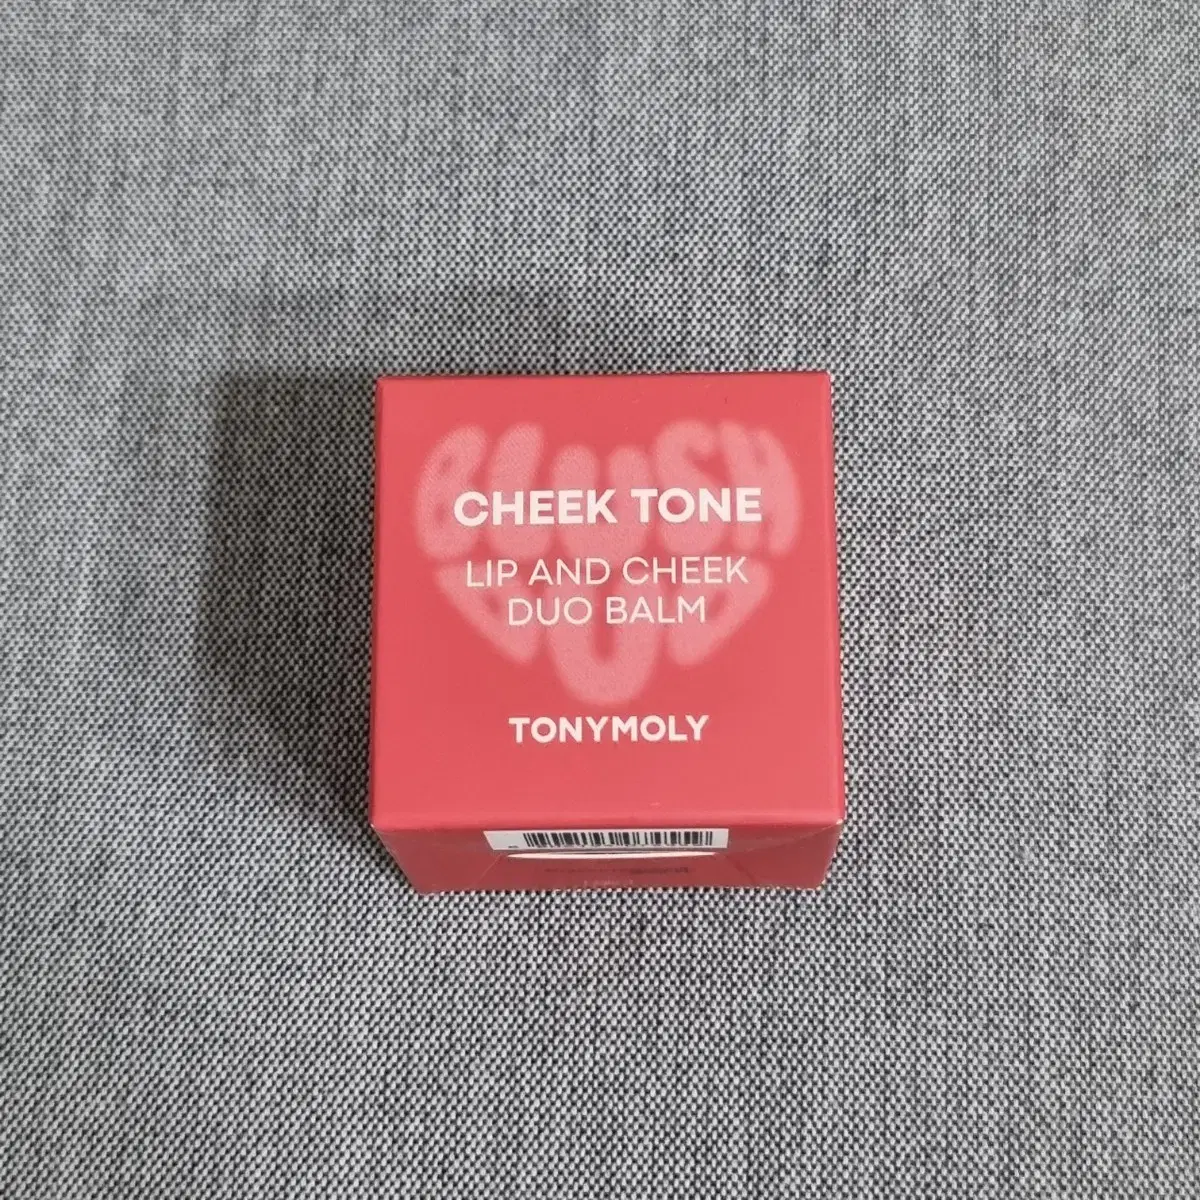 BLUSH
CHEEK TONE
LIP AND CHEEK
DUO BALM
TONYMOLY